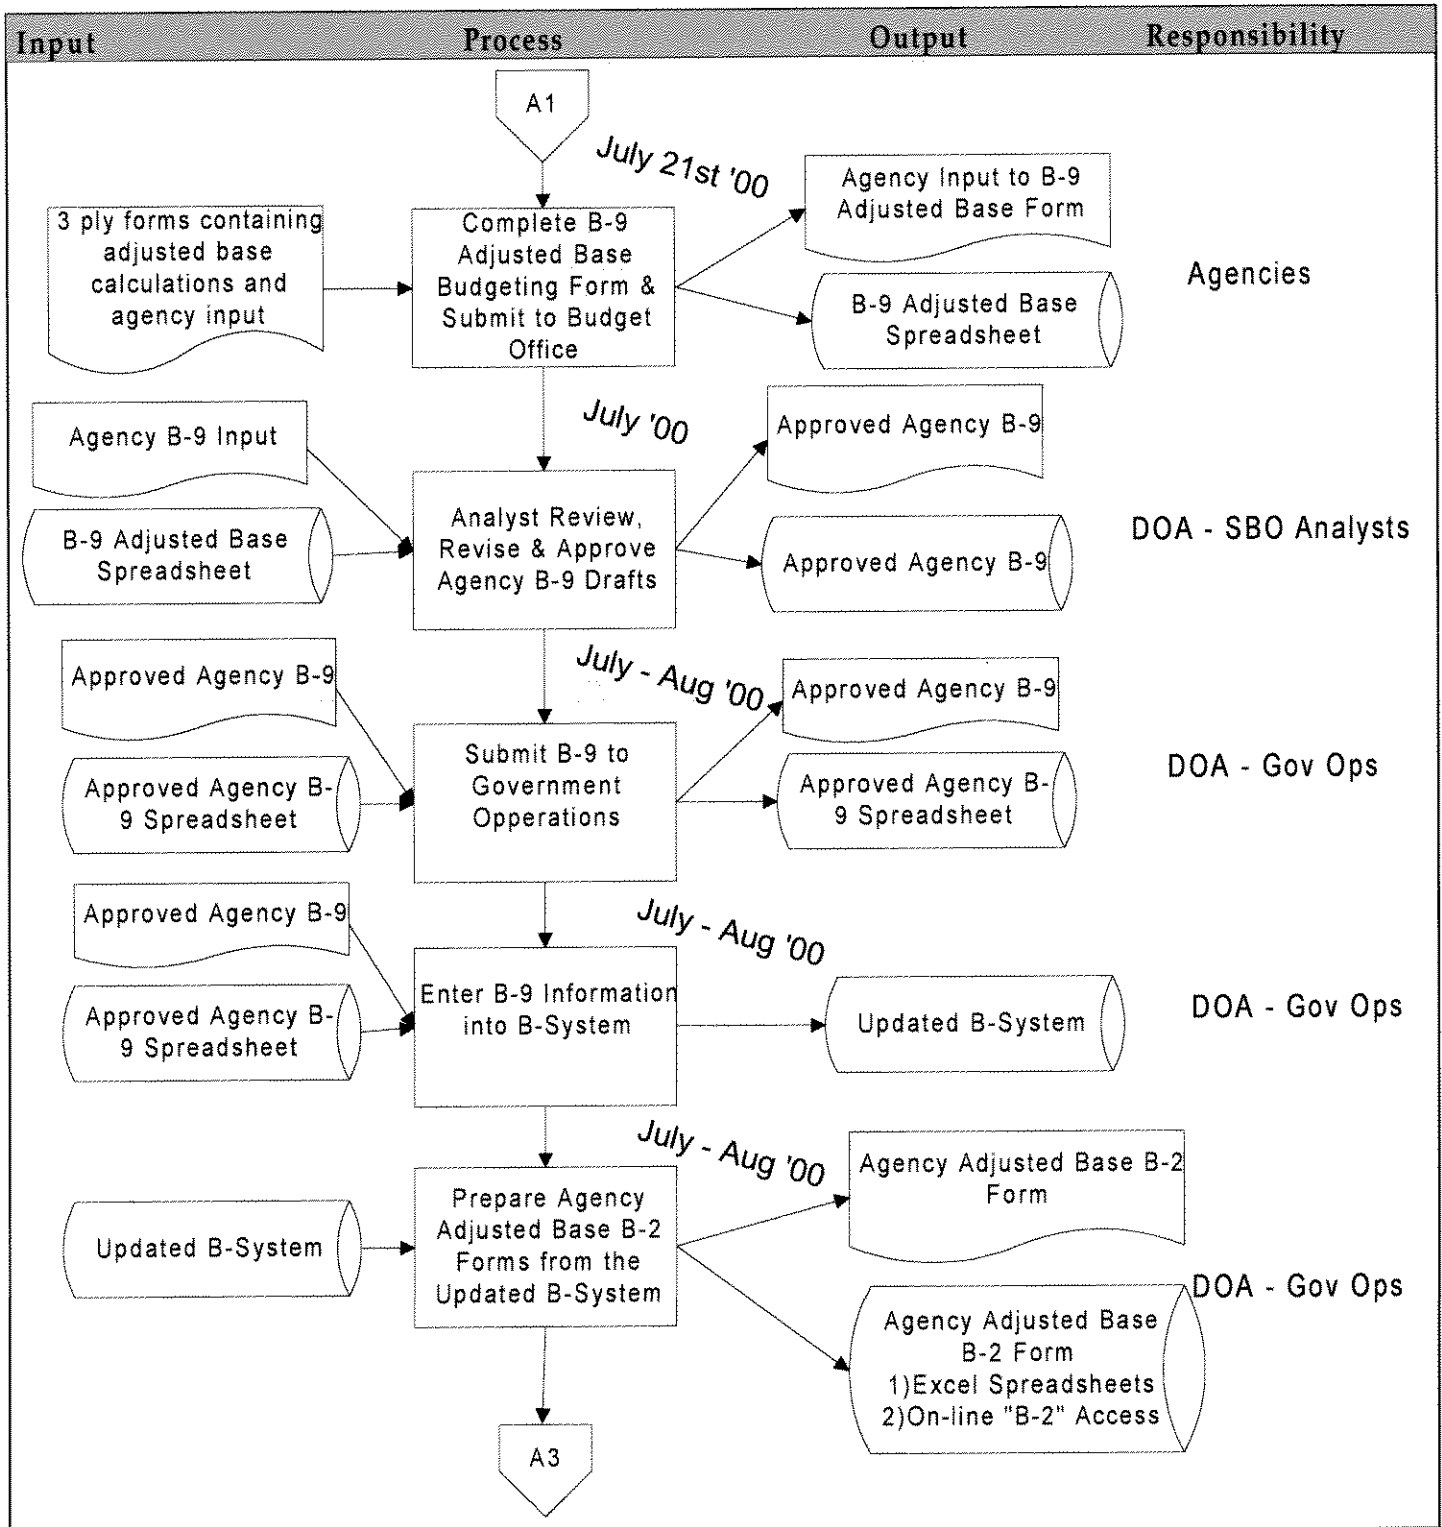 Input Process Output Responsibility
A1
July 21st '00
3 ply forms containing
adjusted base
calculations and
agency input
Complete B-9
Adjusted Base
Budgeting Form &
Submit to Budget
Office
Agency Input to B-9
Adjusted Base Form
B-9 Adjusted Base
Spreadsheet
Agencies
July '00
Agency B-9 Input
B-9 Adjusted Base
Spreadsheet
Analyst Review,
Revise & Approve
Agency B-9 Drafts
Approved Agency B-9
Approved Agency B-9
DOA - SBO Analysts
July - Aug '00
Approved Agency B-9
Approved Agency B-
9 Spreadsheet
Submit B-9 to
Government
Opperations
Approved Agency B-9
Approved Agency B-
9 Spreadsheet
DOA - Gov Ops
July - Aug '00
Approved Agency B-9
Approved Agency B-
9 Spreadsheet
Enter B-9 Information
into B-System
Updated B-System
DOA - Gov Ops
July - Aug '00
Updated B-System
Prepare Agency
Adjusted Base B-2
Forms from the
Updated B-System
Agency Adjusted Base B-2
Form
Agency Adjusted Base
B-2 Form
1)Excel Spreadsheets
2)On-line "B-2" Access
DOA - Gov Ops
A3